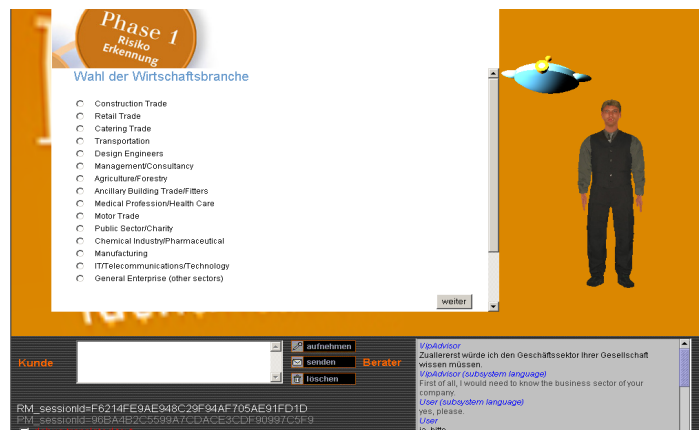 Phase 1
Risiko
Erkennung
Wahl der Wirtschaftsbranche
Construction Trade
Retail Trade
Catering Trade
Transportation
Design Engineers
Management/Consultancy
Agriculture/Forestry
Ancillary Building Trade/Fitters
Medical Profession/Health Care
Motor Trade
Public Sector/Charity
Chemical Industry/Pharmaceutical
Manufacturing
IT/Telecommunications/Technology
General Enterprise (other sectors)
weiter
Kunde
aufnehmen
senden
löschen
Berater
VipAdvisor
Zuallererst würde ich den Geschäftssektor Ihrer Gesellschaft
wissen müssen.
VipAdvisor (subsystem language)
First of all, I would need to know the business sector of your
company.
User (subsystem language)
yes, please.
User
ja, bitte
RM_sessionId=F6214FE9AE948C29F94AF705AE91FD1D
RM_sessionId=96BA4B2C5599A7CDACE3CDF90997C5F9